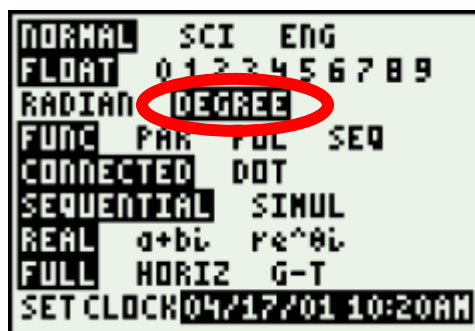 NORMAL SCI ENG
FLOAT 0 1 2 3 4 5 6 7 8 9
RADIAN DEGREE
FUNC PAR POL SEQ
CONNECTED DOT
SEQUENTIAL SIMUL
REAL a+bi re^θi
FULL HORIZ G-T
SET CLOCK 04/17/01 10:20AM